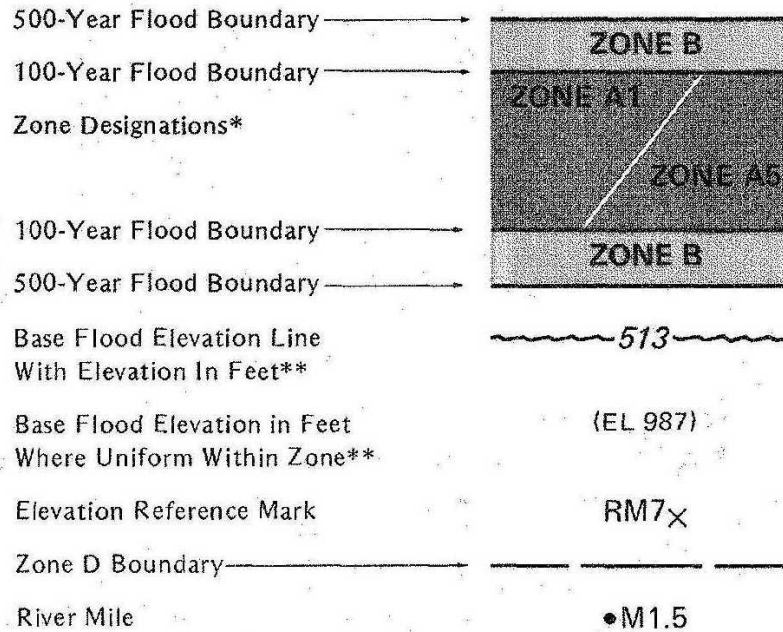 500-Year Flood Boundary
ZONE B
100-Year Flood Boundary
ZONE A1
Zone Designations*
ZONE A5
100-Year Flood Boundary
ZONE B
500-Year Flood Boundary
Base Flood Elevation Line
With Elevation In Feet**
513
Base Flood Elevation in Feet
Where Uniform Within Zone**
(EL 987)
Elevation Reference Mark
RM7×
Zone D Boundary
River Mile
•M1.5